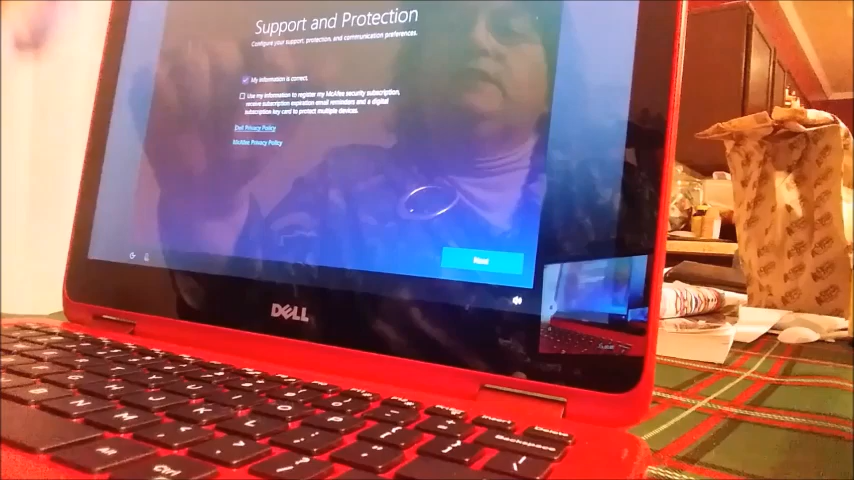 Support and Protection
Configure your support, protection, and communication preferences.
My information is correct.
Use my information to register my McAfee security subscription,
receive subscription expiration email reminders and a digital
subscription key card to protect multiple devices.
Dell Privacy Policy
McAfee Privacy Policy
Next
DELL
Backspace
Ctrl